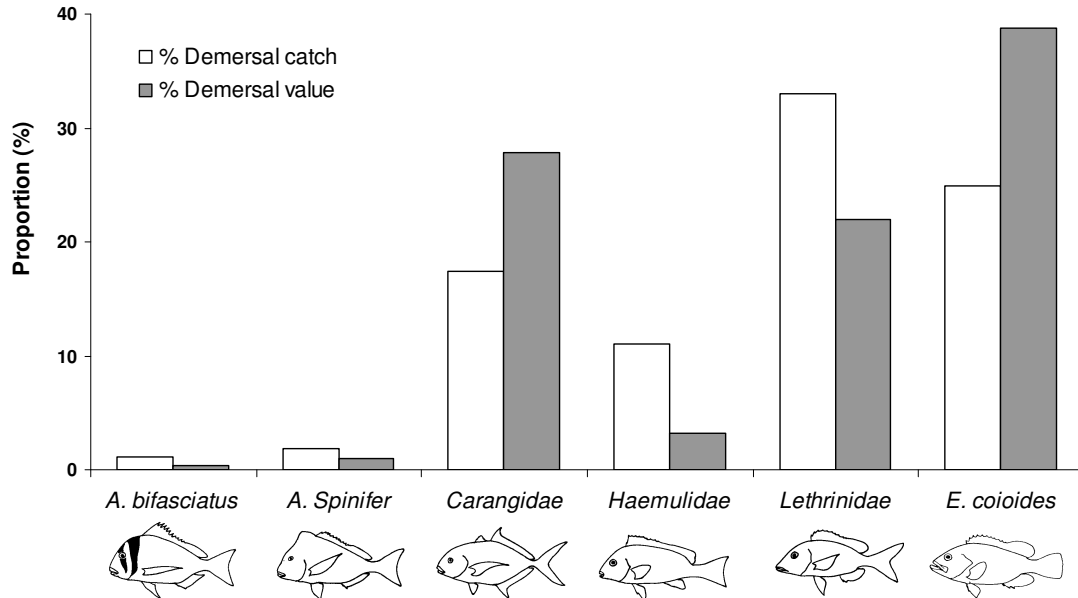 40
30
20
10
0
Proportion (%)
% Demersal catch
% Demersal value
A. bifasciatus
A. Spinifer
Carangidae
Haemulidae
Lethrinidae
E. coioides